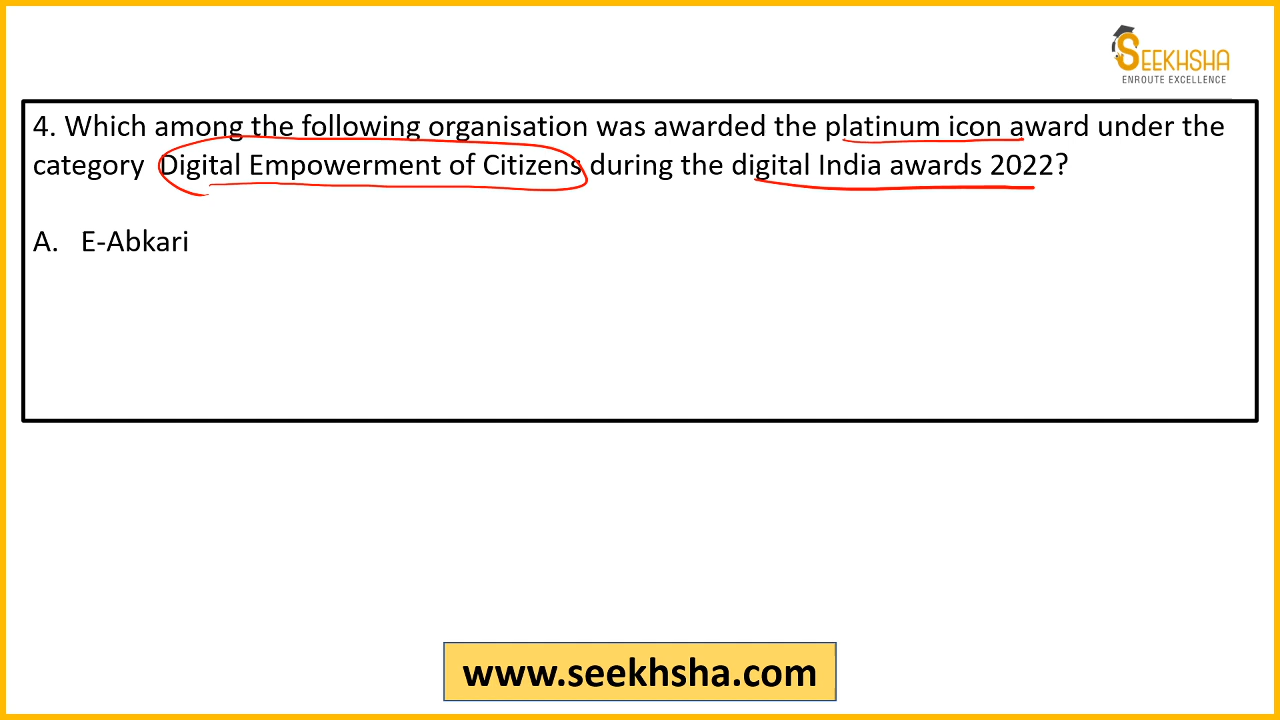 SEEKHSHA
ENROUTE EXCELLENCE
4. Which among the following organisation was awarded the platinum icon award under the
category Digital Empowerment of Citizens during the digital India awards 2022?
A. E-Abkari
www.seekhsha.com